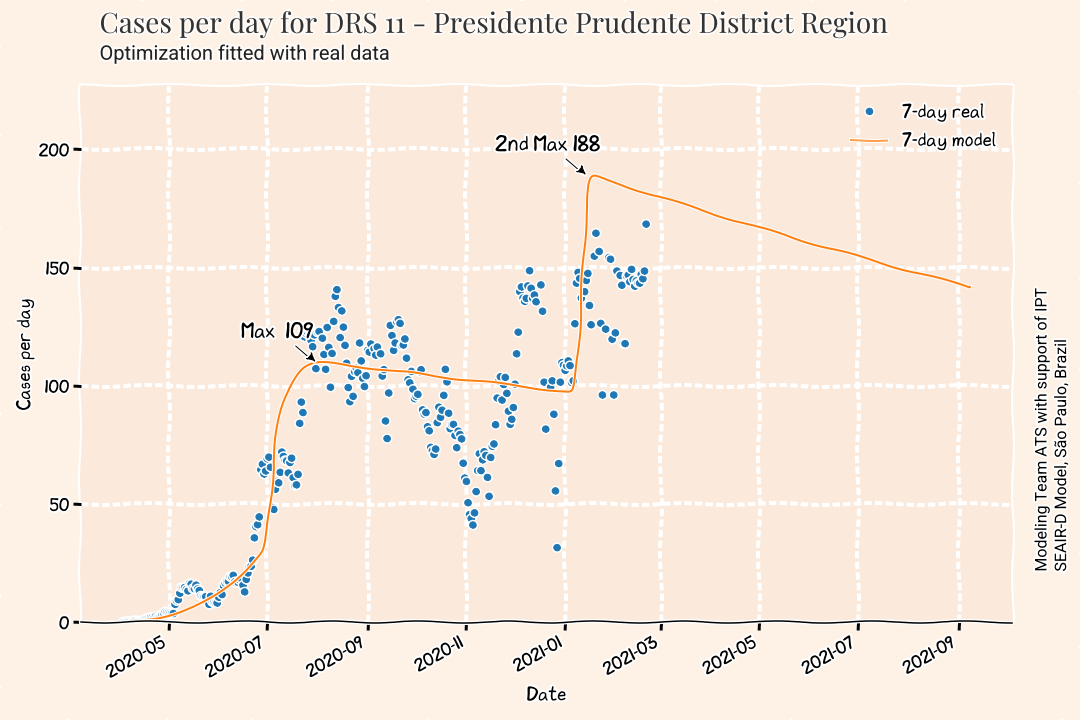 Cases per day for DRS 11 - Presidente Prudente District Region
Optimization fitted with real data
7-day real
7-day model
2nd Max 188
Max 109
Cases per day
200
150
100
50
0
2020-05
2020-07
2020-09
2020-11
2021-01
2021-03
2021-05
2021-07
2021-09
Date
Modeling Team ATS with support of IPT
SEAIR-D Model, São Paulo, Brazil